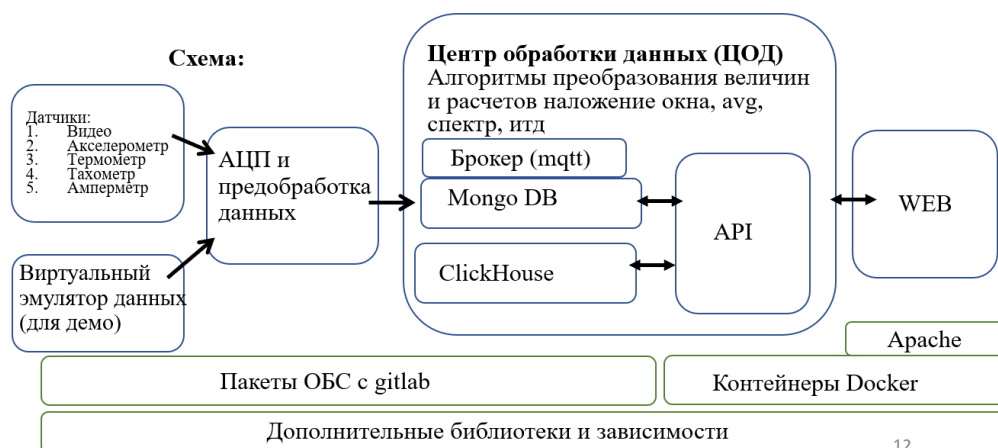 Схема:
Датчики:
1. Видео
2. Акселерометр
3. Термометр
4. Тахометр
5. Амперметр
Виртуальный
эмулятор данных
(для демо)
АЦП и
предобработка
данных
Центр обработки данных (ЦОД)
Алгоритмы преобразования величин
и расчетов наложение окна, avg,
спектр, итд
Брокер (mqtt)
Mongo DB
ClickHouse
API
WEB
Apache
Пакеты ОБС с gitlab
Контейнеры Docker
Дополнительные библиотеки и зависимости
12